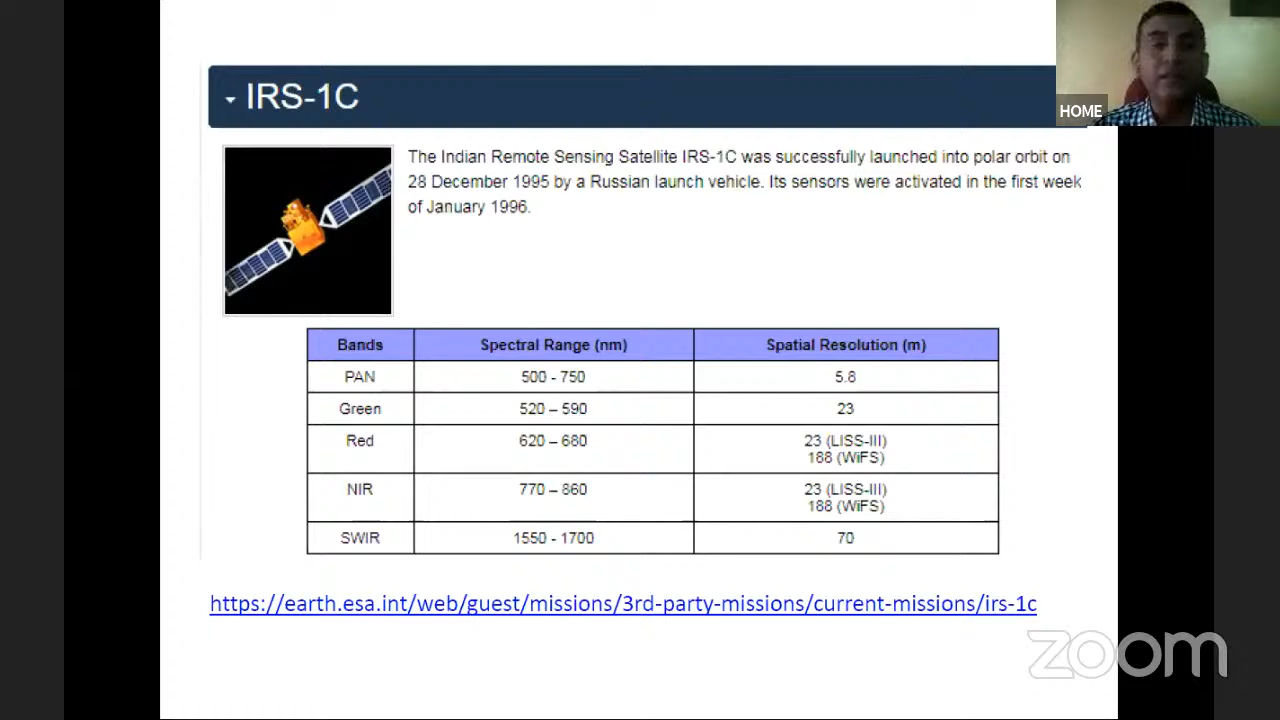 IRS-1C
HOME
The Indian Remote Sensing Satellite IRS-1C was successfully launched into polar orbit on
28 December 1995 by a Russian launch vehicle. Its sensors were activated in the first week
of January 1996.
Bands Spectral Range (nm) Spatial Resolution (m)
PAN 500 - 750 5.8
Green 520 – 590 23
Red 620 – 680 23 (LISS-III)
188 (WiFS)
NIR 770 – 860 23 (LISS-III)
188 (WiFS)
SWIR 1550 - 1700 70
https://earth.esa.int/web/guest/missions/3rd-party-missions/current-missions/irs-1c
zoom